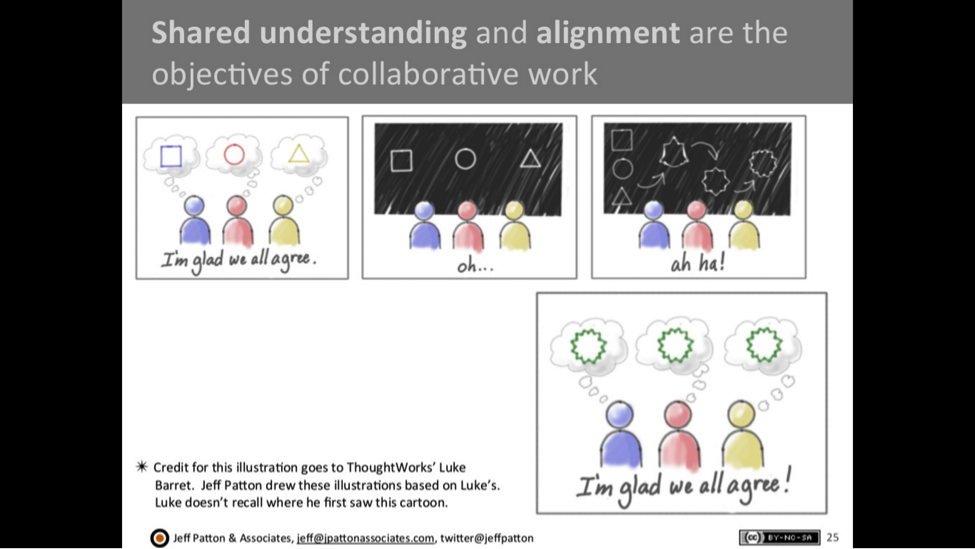 Shared understanding and alignment are the
objectives of collaborative work
I'm glad we all agree.
oh...
ah ha!
I'm glad we all agree!
✴ Credit for this illustration goes to ThoughtWorks' Luke
Barret. Jeff Patton drew these illustrations based on Luke's.
Luke doesn't recall where he first saw this cartoon.
Jeff Patton & Associates, jeff@jpattonassociates.com, twitter@jeffpatton
cc BY-NC-SA
25